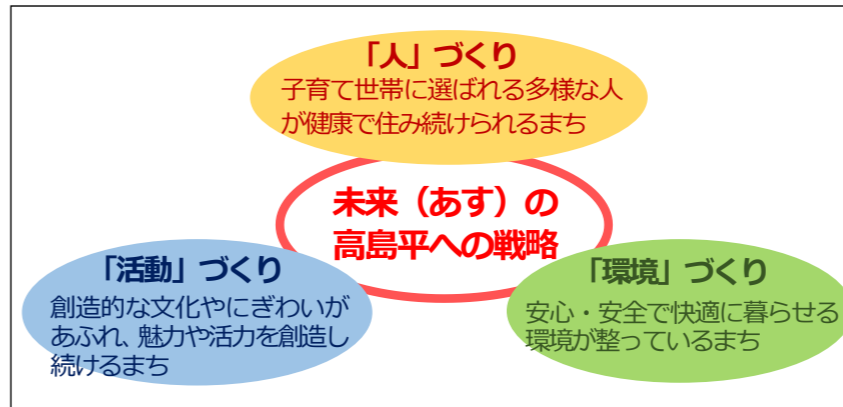 「人」づくり
子育て世帯に選ばれる多様な人
が健康で住み続けられるまち
未来（あす）の
高島平への戦略
「活動」づくり
創造的な文化やにぎわいが
あふれ、魅力や活力を創造し
続けるまち
「環境」づくり
安心・安全で快適に暮らせる
環境が整っているまち